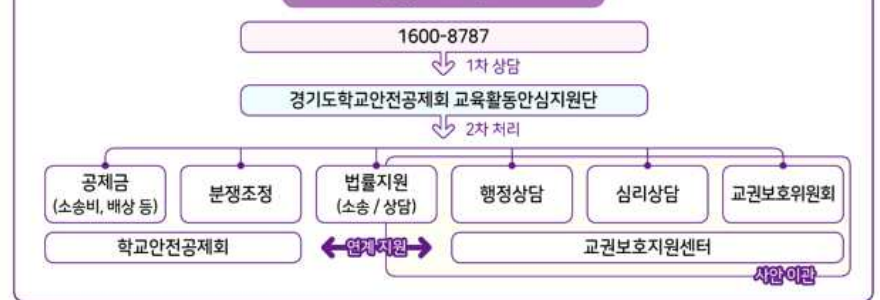 1600-8787
1차 상담
경기도학교안전공제회 교육활동안심지원단
2차 처리
공제금
(소송비, 배상 등)
분쟁조정
법률지원
(소송 / 상담)
행정상담
심리상담
교권보호위원회
학교안전공제회
연계 지원
교권보호지원센터
사안 이관